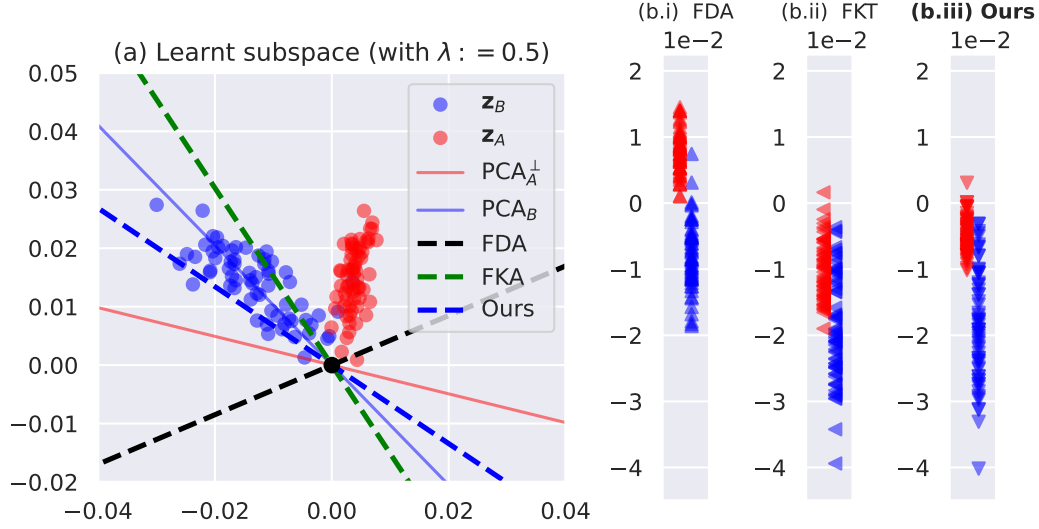 (a) Learnt subspace (with λ := 0.5)
0.05
0.04
0.03
0.02
0.01
0.00
−0.01
−0.02
−0.04
−0.02
0.00
0.02
0.04
z_B
z_A
PCA_A^⊥
PCA_B
FDA
FKA
Ours
(b.i) FDA
1e−2
2
1
0
−1
−2
−3
−4
(b.ii) FKT
1e−2
2
1
0
−1
−2
−3
−4
(b.iii) Ours
1e−2
2
1
0
−1
−2
−3
−4